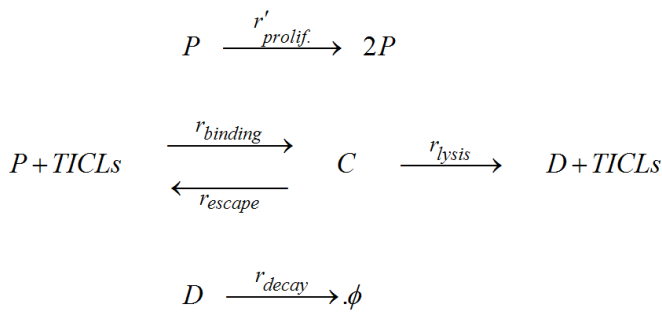 P r'prolif. 2P
P + TICLs rbinding rescape C rlysis D + TICLs
D rdecay .ϕ